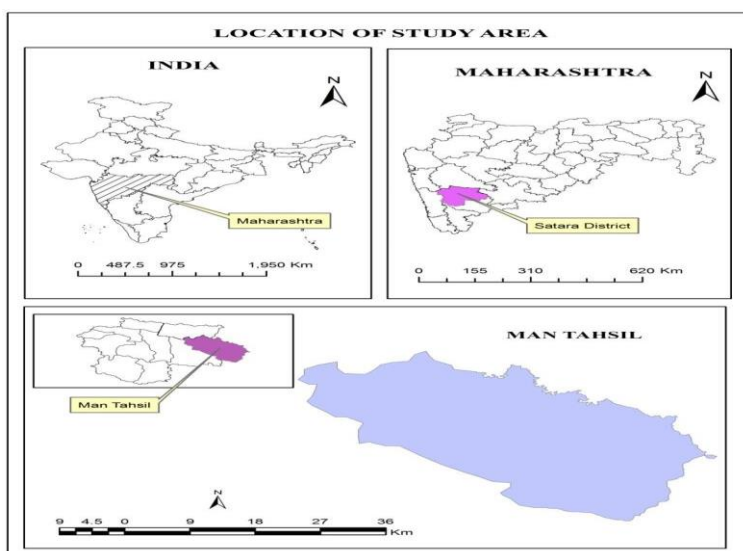 LOCATION OF STUDY AREA
INDIA
N
Maharashtra
0 487.5 975 1,950 Km
MAHARASHTRA
N
Satara District
0 155 310 620 Km
Man Tahsil
MAN TAHSIL
N
9 4.5 0 9 18 27 36
Km